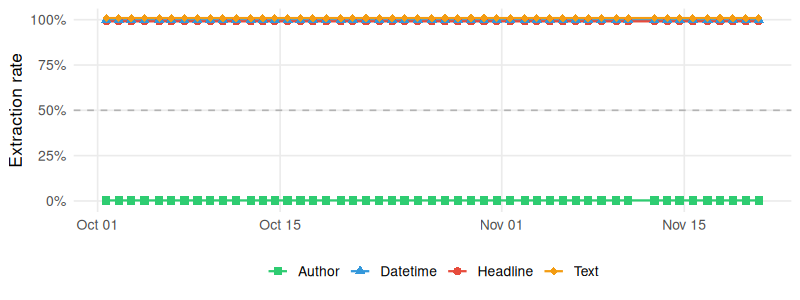 100%
75%
Extraction rate
50%
25%
0%
Oct 01 Oct 15 Nov 01 Nov 15
Author Datetime Headline Text